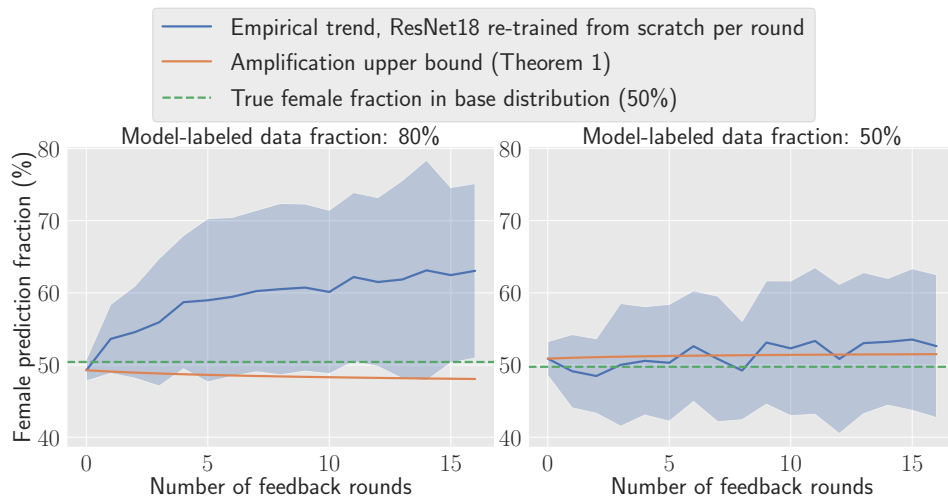 Empirical trend, ResNet18 re-trained from scratch per round
Amplification upper bound (Theorem 1)
True female fraction in base distribution (50%)
Model-labeled data fraction: 80%
Model-labeled data fraction: 50%
Female prediction fraction (%)
80
70
60
50
40
0
5
10
15
Number of feedback rounds
80
70
60
50
40
0
5
10
15
Number of feedback rounds